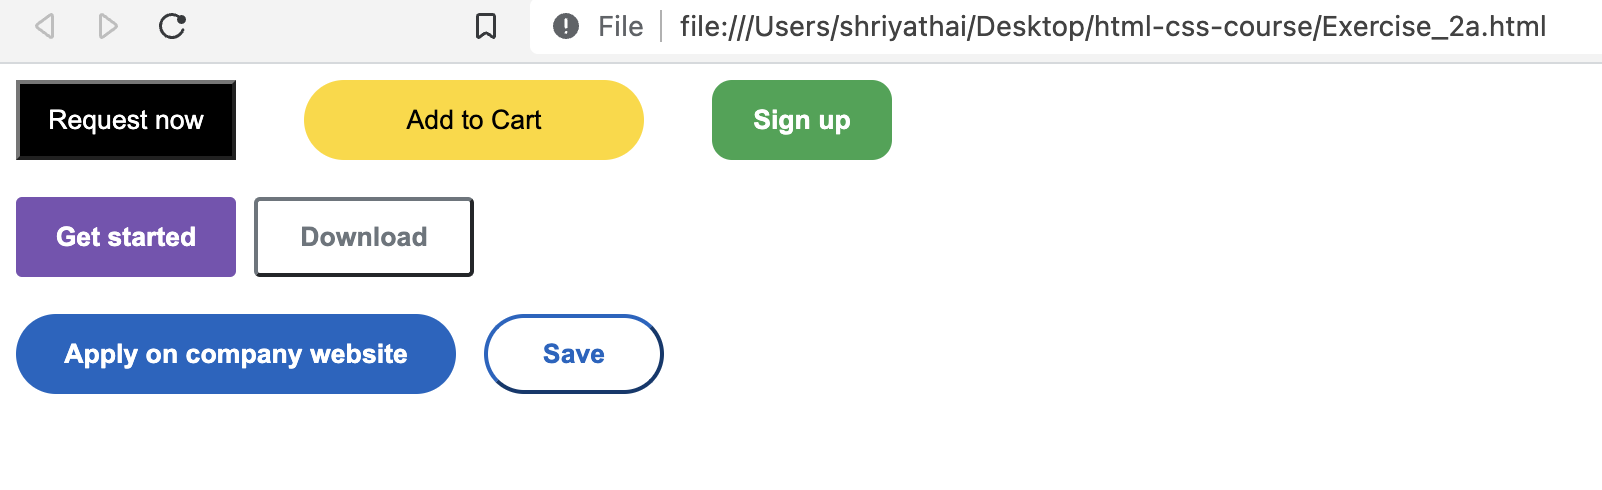 File file:///Users/shriyathai/Desktop/html-css-course/Exercise_2a.html
Request now Add to Cart Sign up
Get started Download
Apply on company website Save